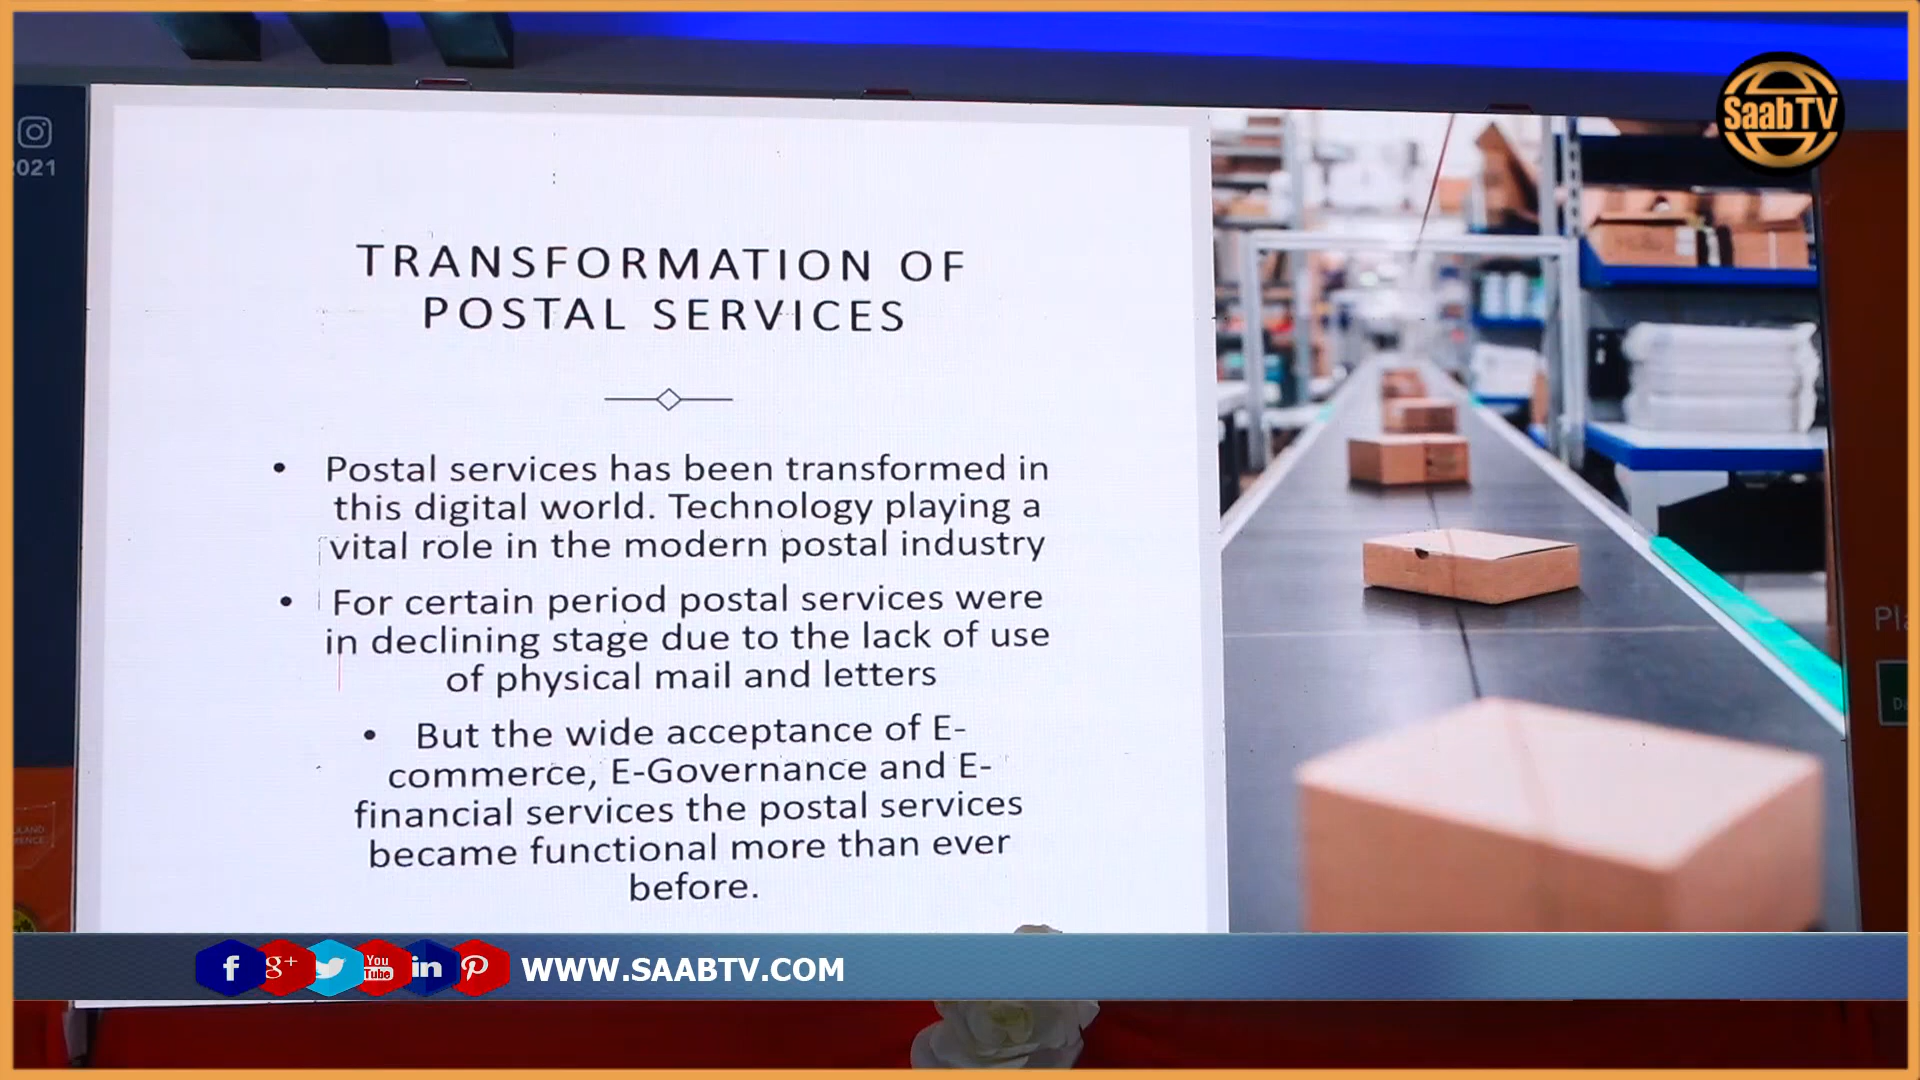 021
SaabTV
TRANSFORMATION OF
POSTAL SERVICES
• Postal services has been transformed in
this digital world. Technology playing a
vital role in the modern postal industry
• For certain period postal services were
in declining stage due to the lack of use
of physical mail and letters
• But the wide acceptance of E-
commerce, E-Governance and E-
financial services the postal services
became functional more than ever
before.
f g+ You Tube in
WWW.SAABTV.COM